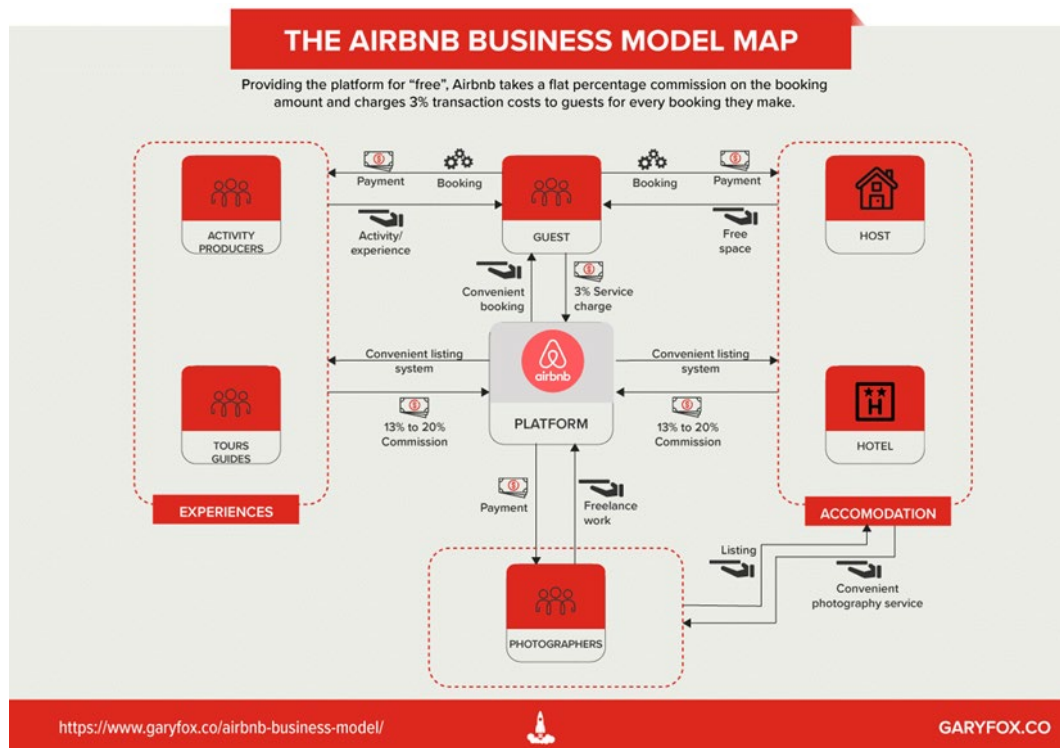 THE AIRBNB BUSINESS MODEL MAP
Providing the platform for “free”, Airbnb takes a flat percentage commission on the booking
amount and charges 3% transaction costs to guests for every booking they make.
Payment
Booking
Booking
Payment
ACTIVITY
PRODUCERS
Activity/
experience
GUEST
Free
space
HOST
Convenient
booking
3% Service
charge
Convenient listing
system
airbnb
Convenient listing
system
TOURS
GUIDES
13% to 20%
Commission
PLATFORM
13% to 20%
Commission
H
HOTEL
EXPERIENCES
Payment
Freelance
work
ACCOMODATION
Listing
Convenient
photography service
PHOTOGRAPHERS
https://www.garyfox.co/airbnb-business-model/
GARYFOX.CO